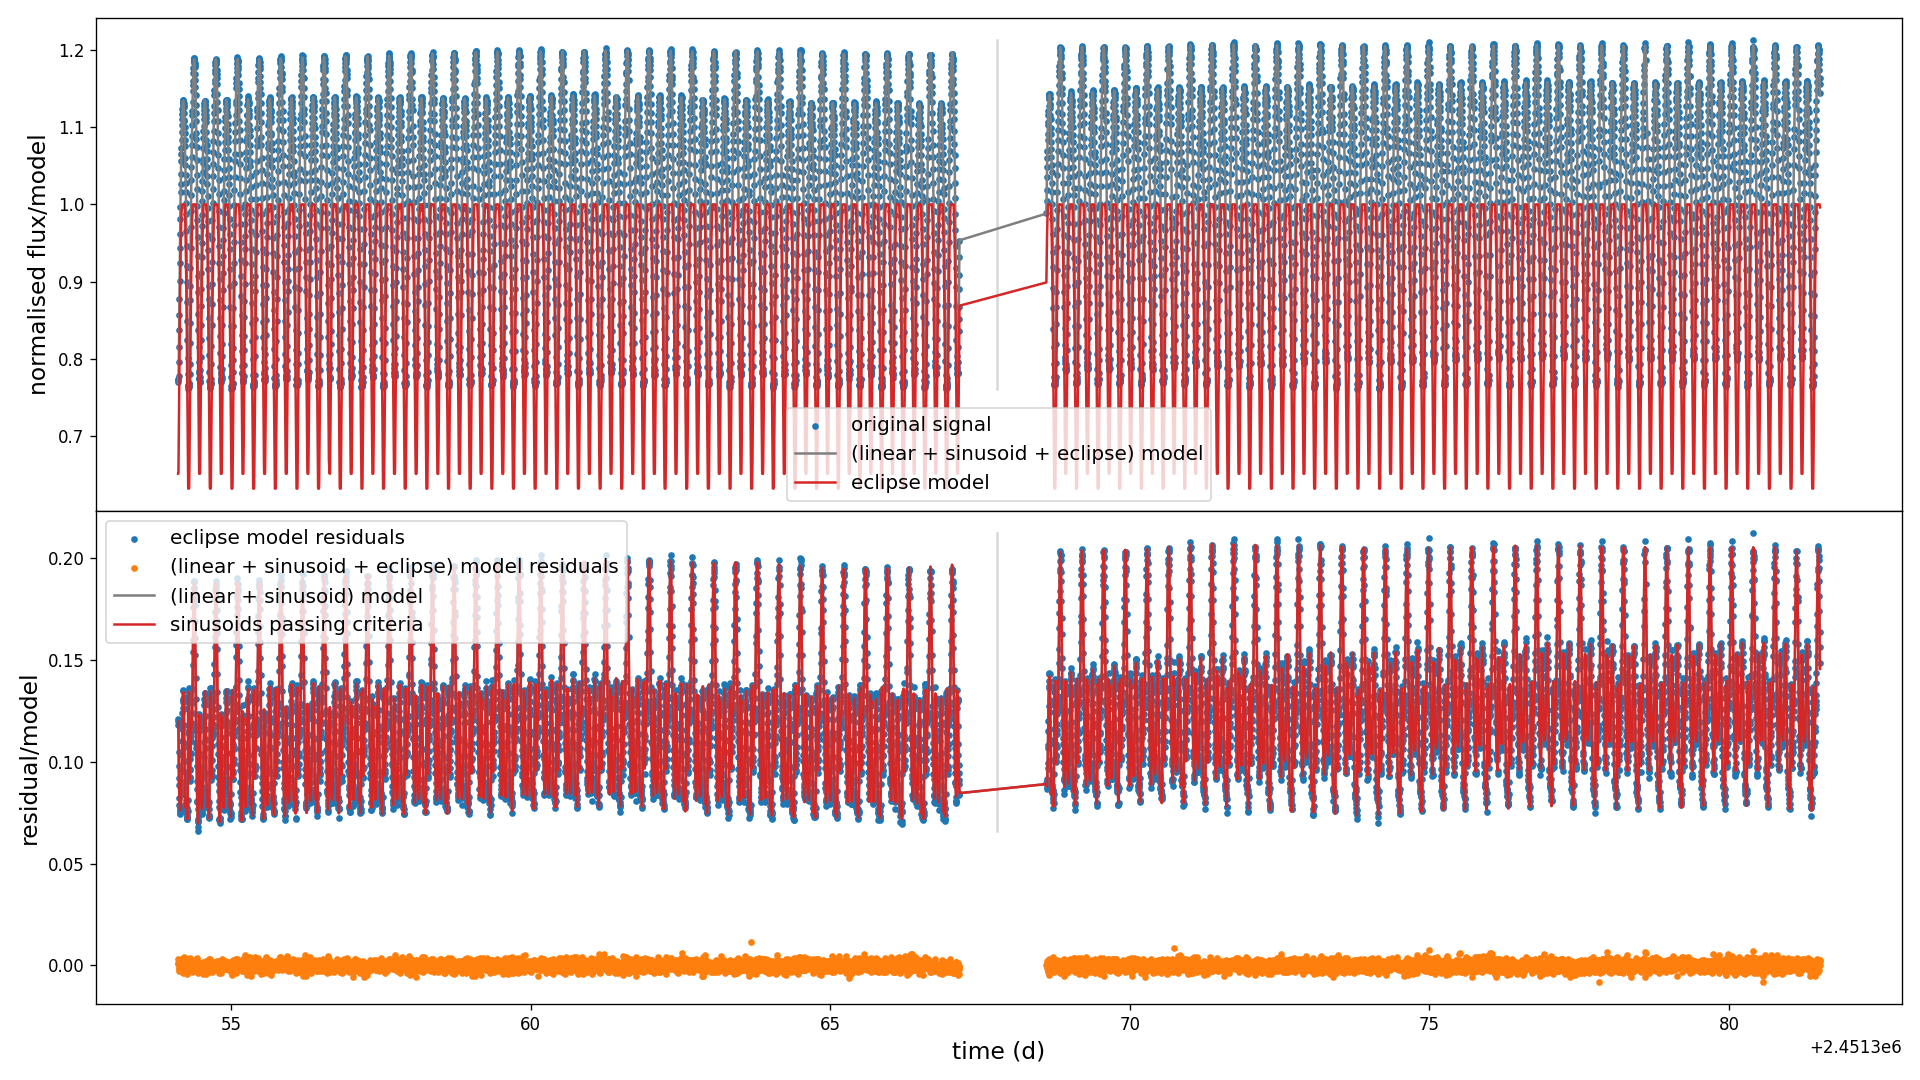 normalised flux/model
1.2
1.1
1.0
0.9
0.8
0.7
original signal
(linear + sinusoid + eclipse) model
eclipse model
residual/model
0.20
0.15
0.10
0.05
0.00
eclipse model residuals
(linear + sinusoid + eclipse) model residuals
(linear + sinusoid) model
sinusoids passing criteria
55 60 65 70 75 80
time (d)
+2.4513e6